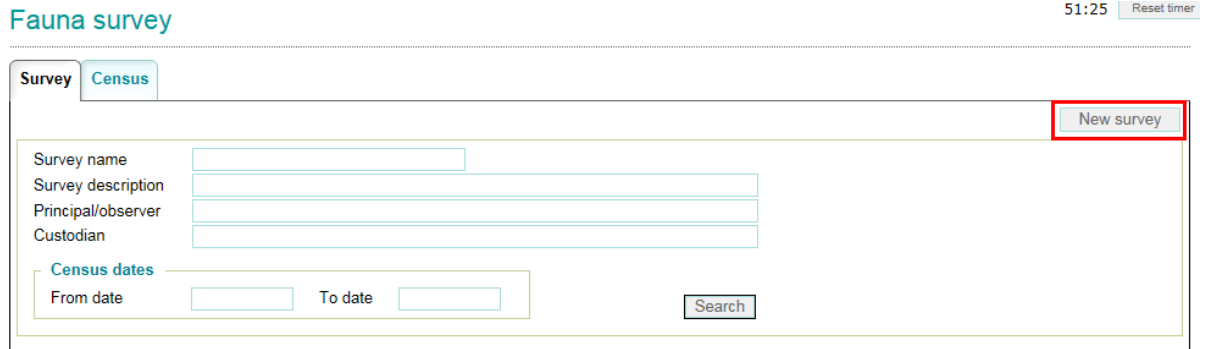 51:25 Reset timer
Fauna survey
Survey Census
New survey
Survey name
Survey description
Principal/observer
Custodian
Census dates
From date To date
Search